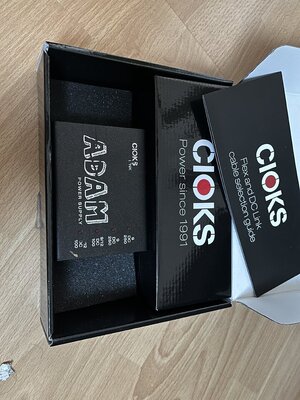 CIOKS
ADAM
POWER SUPPLY
CIOKS
Power since 1991
CIOKS
Flex and DC Link
cable selection guide